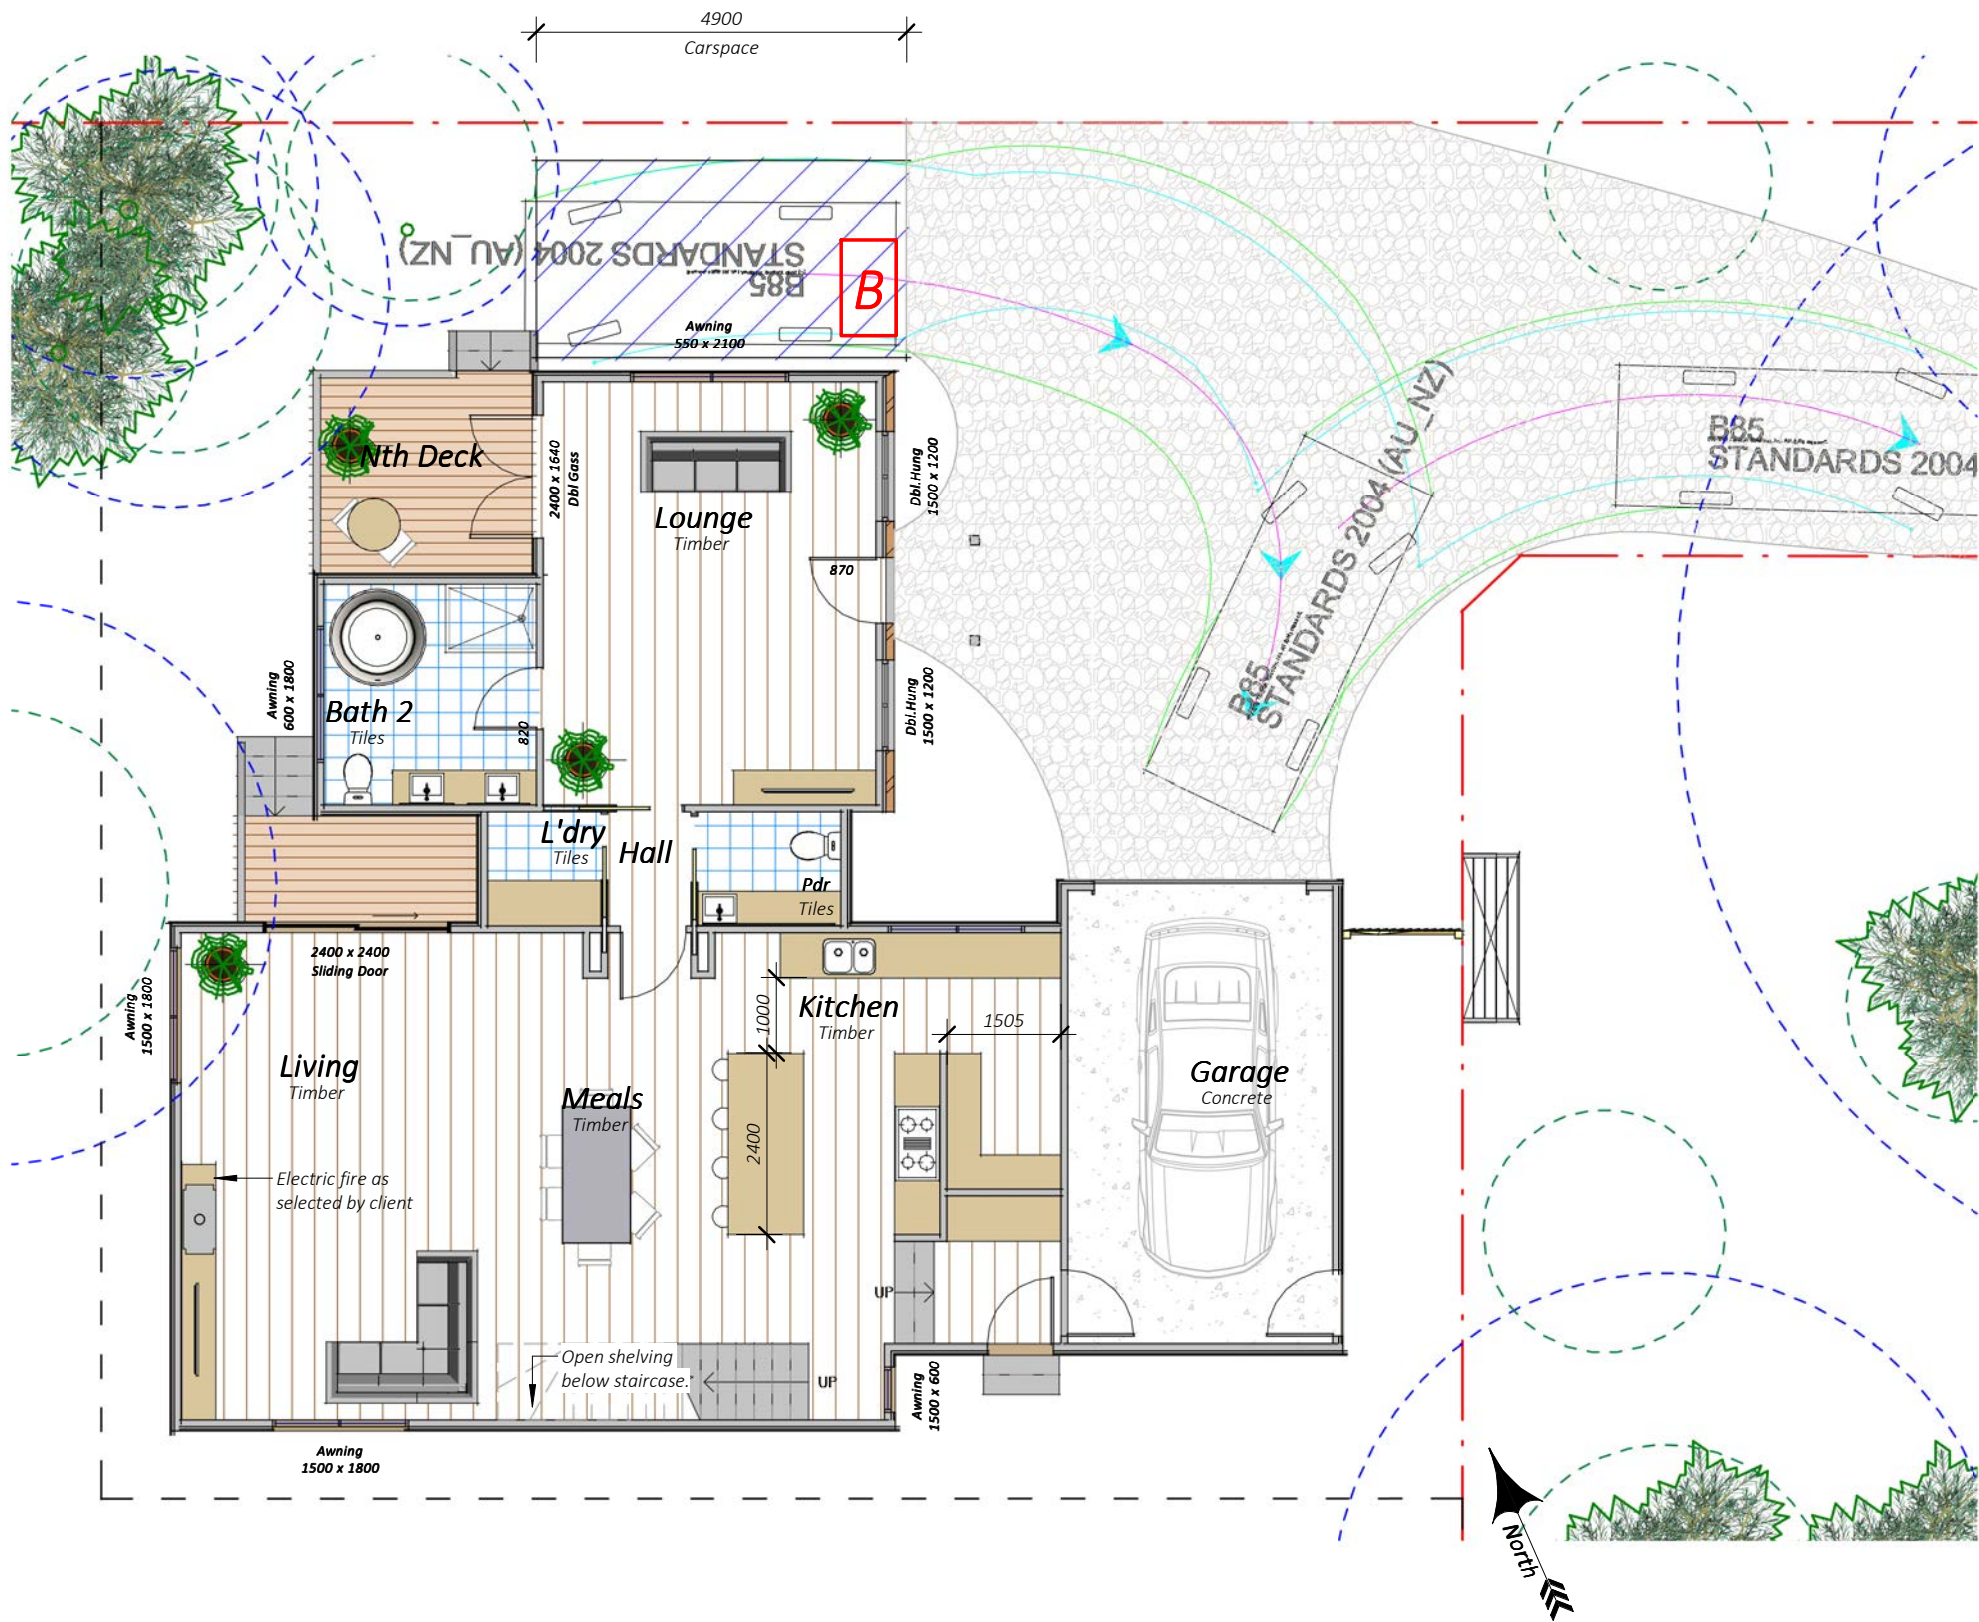 4900
Carspace
STANDARDS 2004 (AU_NZ)
B85
B
Awning
550 x 2100
Nth Deck
2400 x 1640
Dbl Gass
Lounge
Timber
Dbl.Hung
1500 x 1200
870
B85
STANDARDS 2004 (AU_NZ)
B85
STANDARDS 2004
Awning
600 x 1800
Bath 2
Tiles
820
Dbl.Hung
1500 x 1200
L'dry
Tiles
Hall
Pdr
Tiles
2400 x 2400
Sliding Door
Awning
1500 x 1800
Living
Timber
Meals
Timber
Kitchen
Timber
1000
1505
2400
Garage
Concrete
Electric fire as
selected by client
UP
Open shelving
below staircase.
UP
Awning
1500 x 600
Awning
1500 x 1800
North